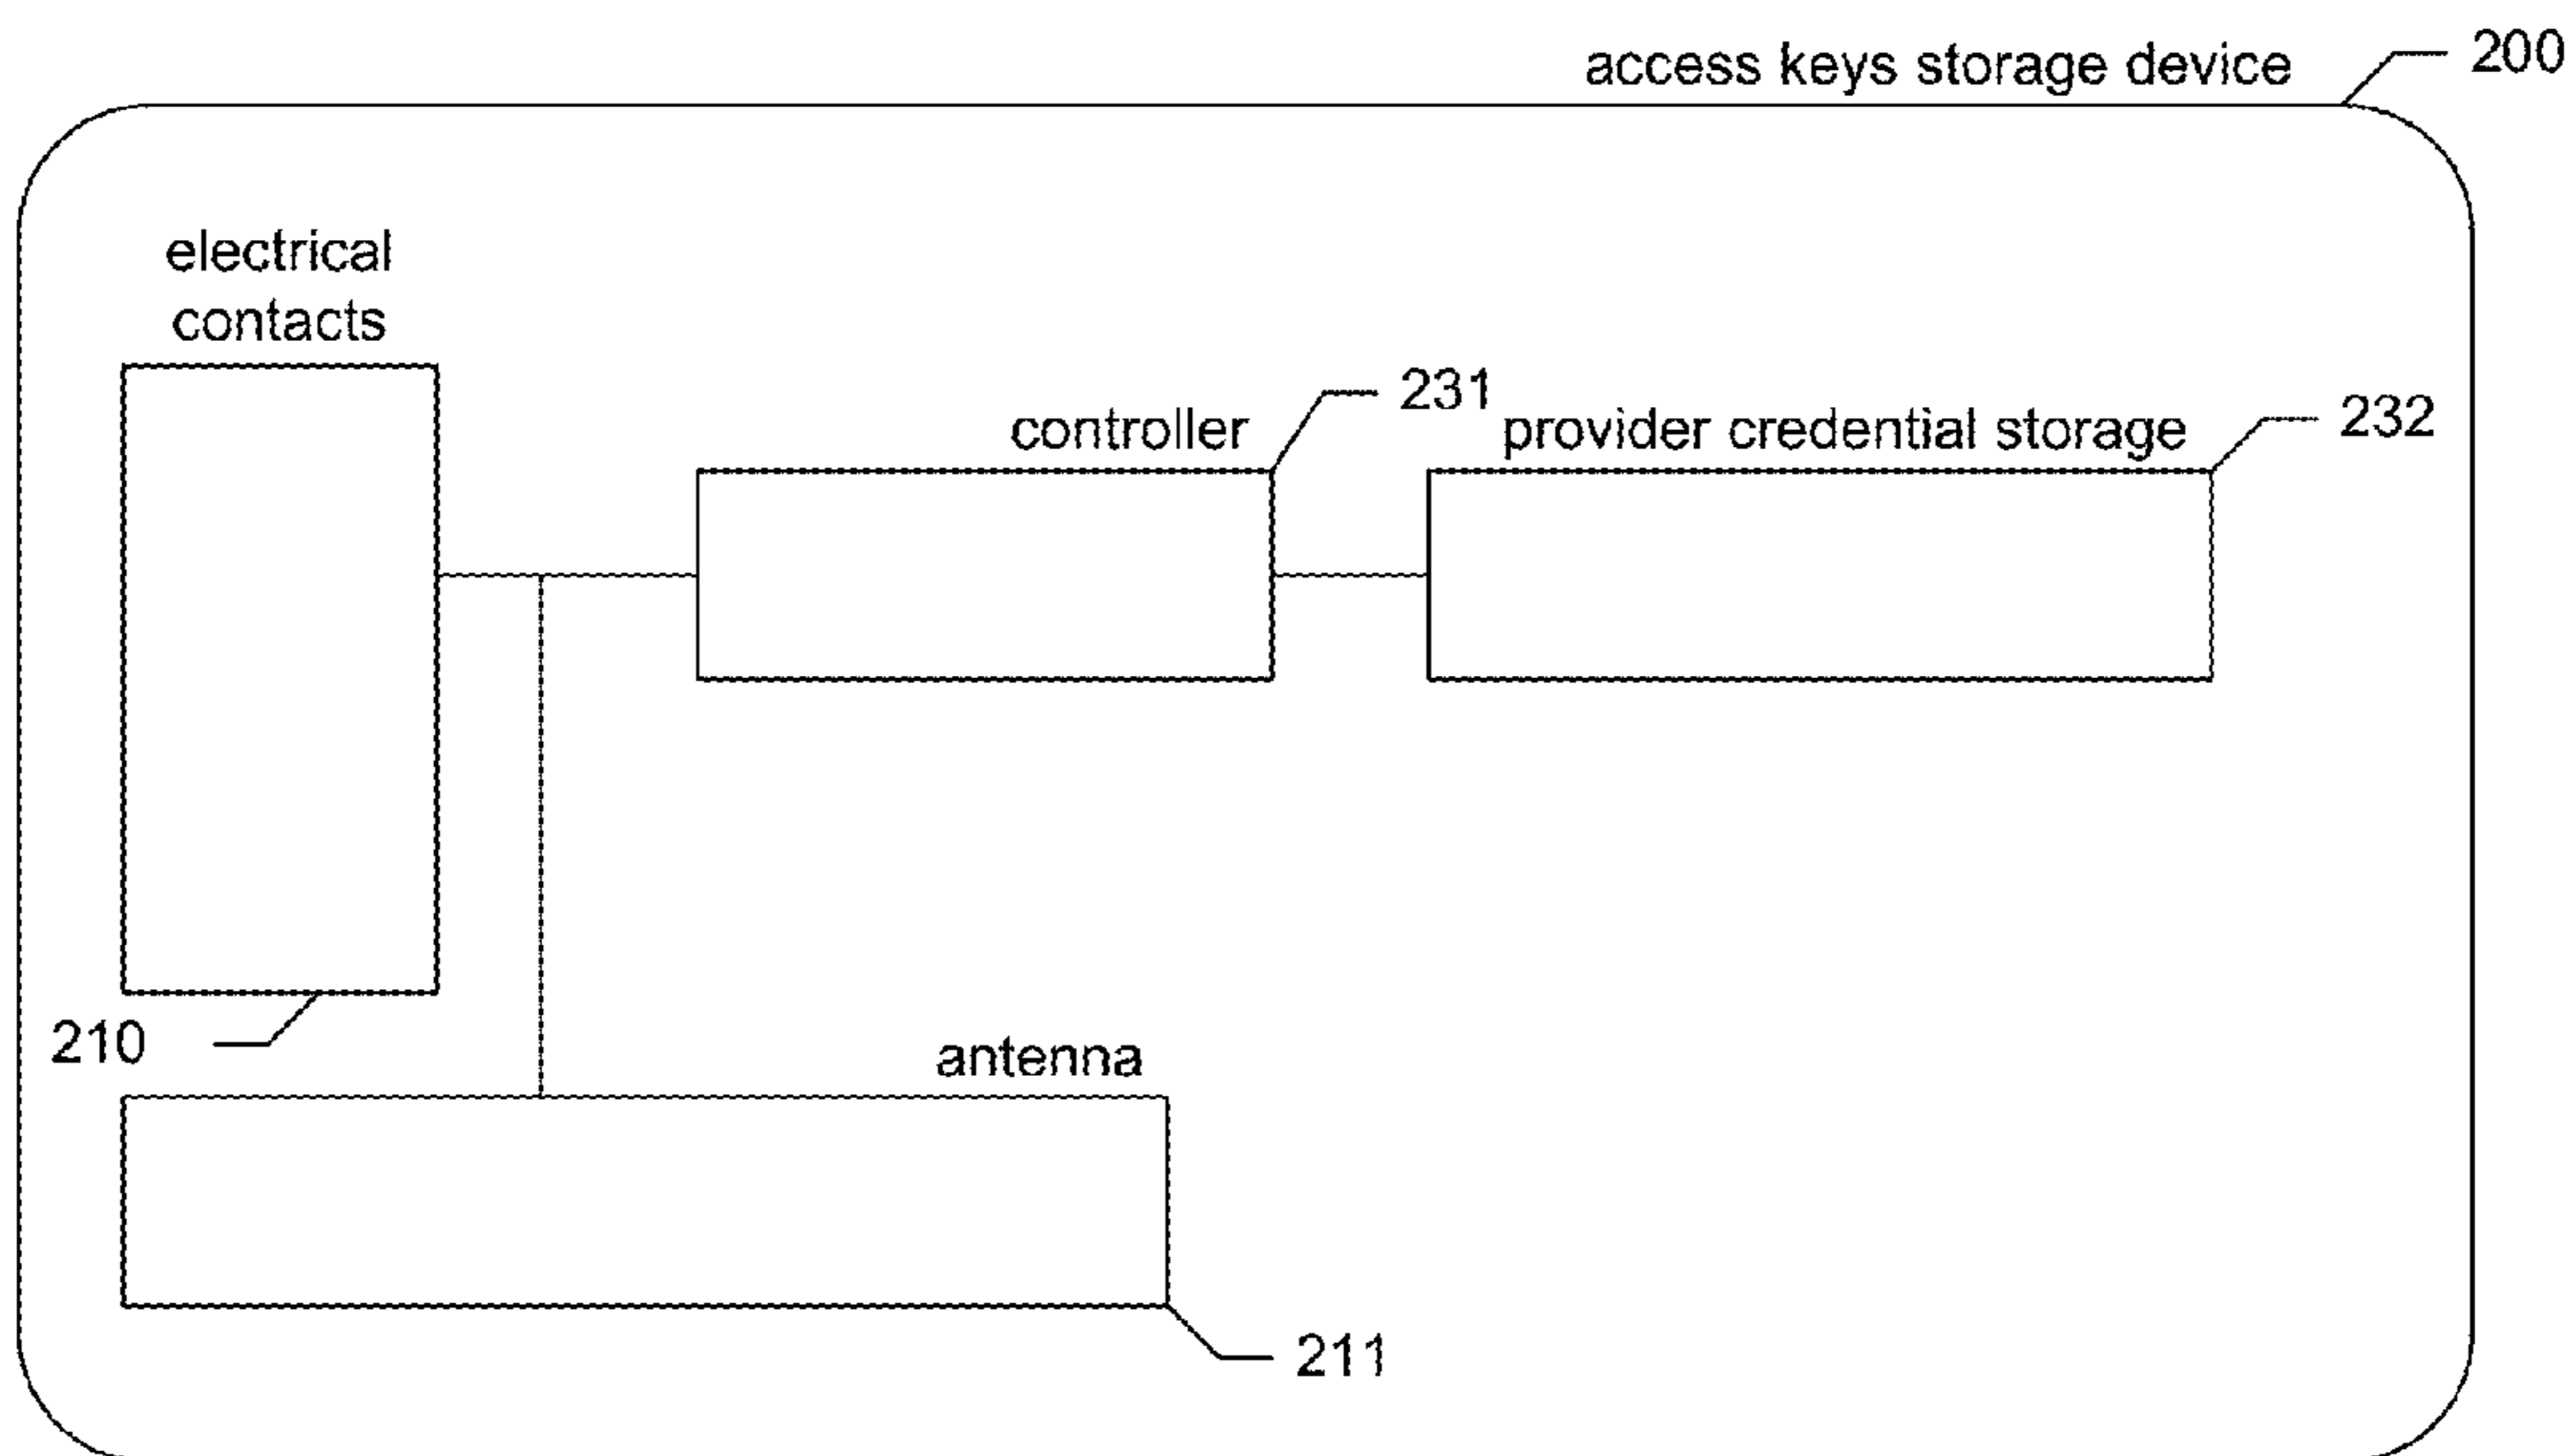 access keys storage device
200
electrical
contacts
controller
231
provider credential storage
232
210
antenna
211